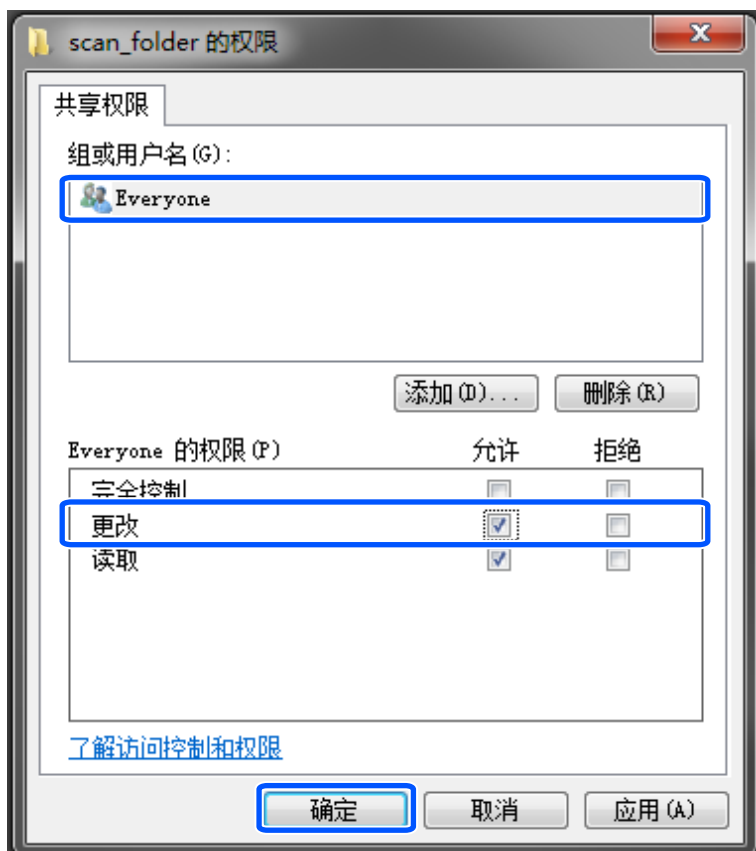 scan_folder 的权限
共享权限
组或用户名(G):
Everyone
添加(D)... 删除(R)
Everyone 的权限(P) 允许 拒绝
完全控制
更改
读取
了解访问控制和权限
确定 取消 应用(A)